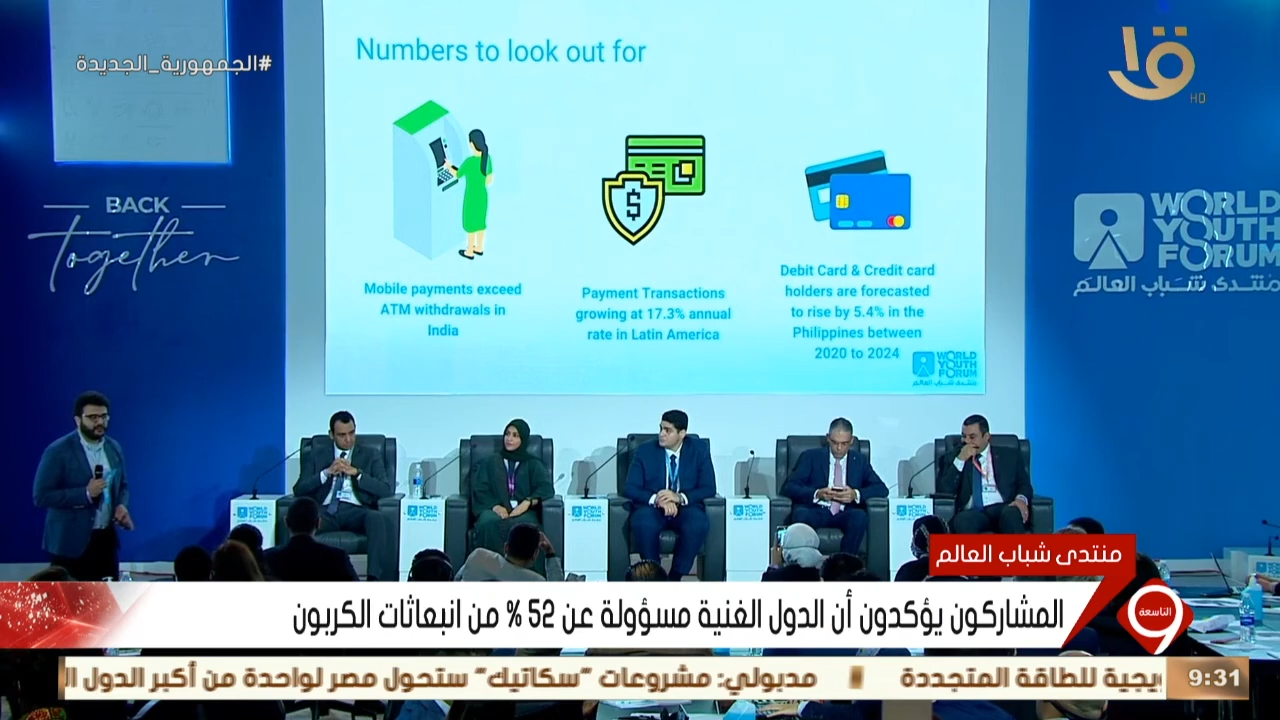 #الجمهورية_الجديدة
HD
Numbers to look out for
Mobile payments exceed
ATM withdrawals in
India
Payment Transactions
growing at 17.3% annual
rate in Latin America
Debit Card & Credit card
holders are forecasted
to rise by 5.4% in the
Philippines between
2020 to 2024
WORLD
YOUTH
FORUM
منتدى شباب العالم
BACK
Together
WORLD
YOUTH
FORUM
منتدى شباب العالم
منتدى شباب العالم
المشاركون يؤكدون أن الدول الغنية مسؤولة عن 52 % من انبعاثات الكربون
التاسعة
للطاقة المتجددة
مدبولي: مشروعات "سكاتيك" ستحول مصر لواحدة من أكبر الدول
9:31